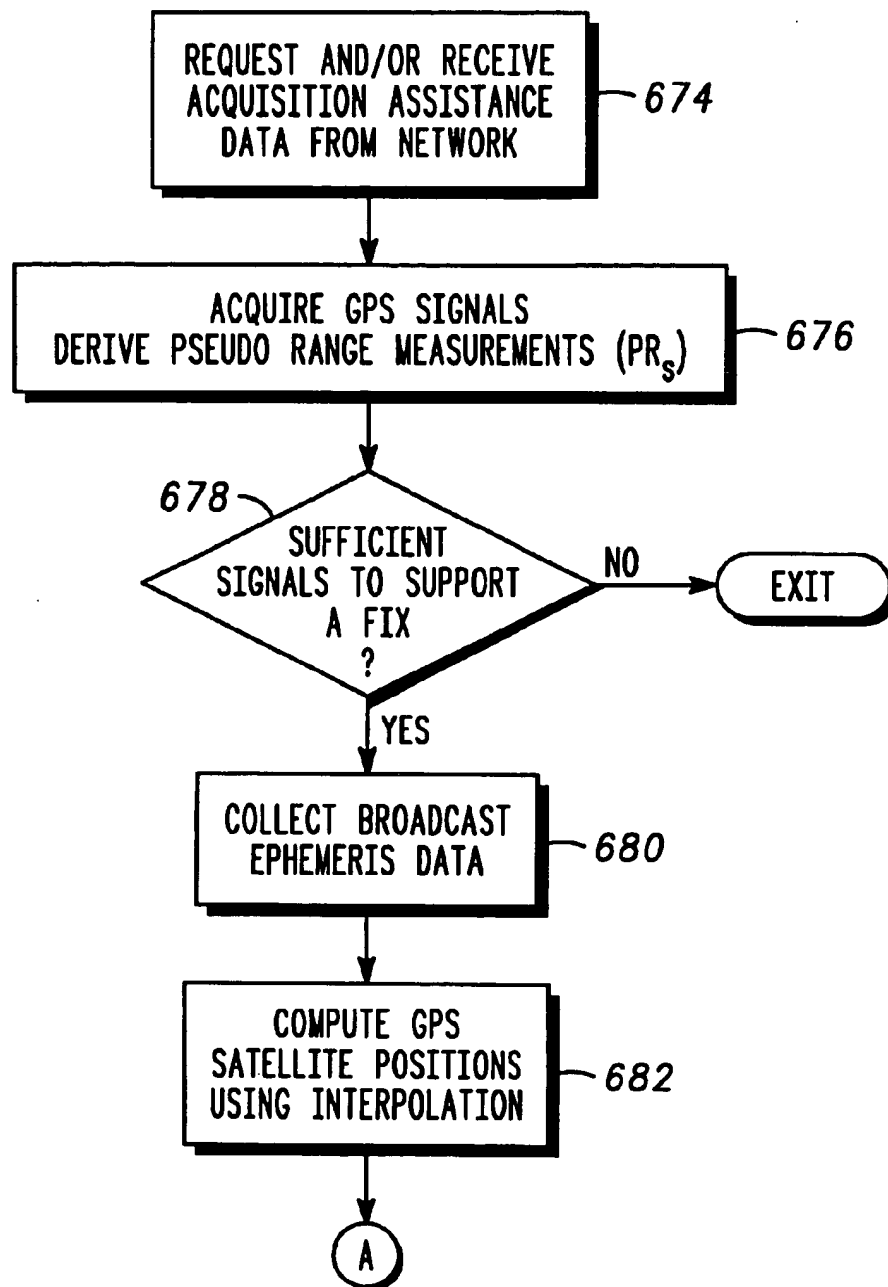 REQUEST AND/OR RECEIVE
ACQUISITION ASSISTANCE
DATA FROM NETWORK
674
ACQUIRE GPS SIGNALS
DERIVE PSEUDO RANGE MEASUREMENTS (PRs)
676
678
SUFFICIENT
SIGNALS TO SUPPORT
A FIX
?
NO
EXIT
YES
COLLECT BROADCAST
EPHEMERIS DATA
680
COMPUTE GPS
SATELLITE POSITIONS
USING INTERPOLATION
682
A